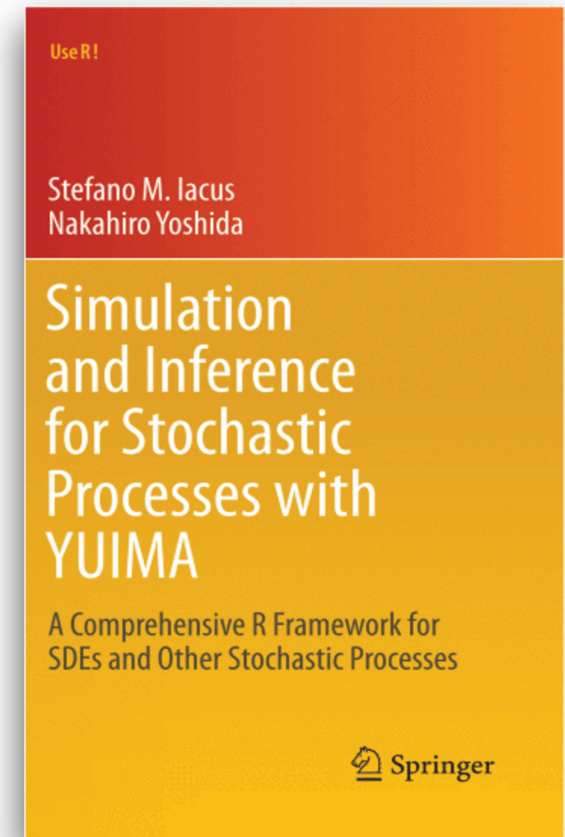 Use R!
Stefano M. Iacus
Nakahiro Yoshida
Simulation
and Inference
for Stochastic
Processes with
YUIMA
A Comprehensive R Framework for
SDEs and Other Stochastic Processes
Springer